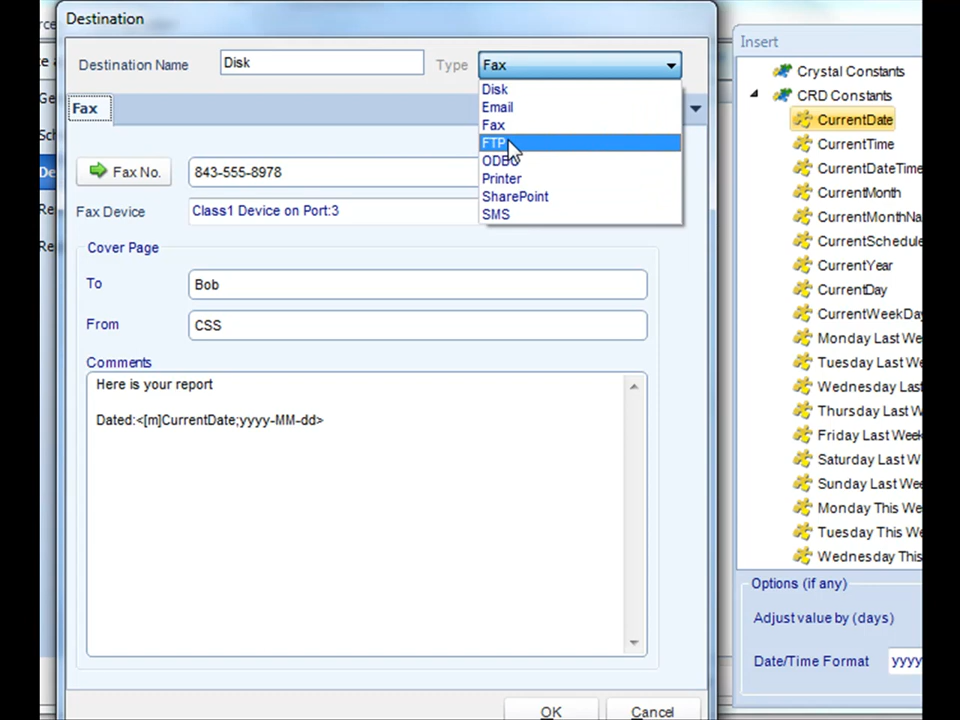 Destination
Destination Name
Disk
Type
Fax
Disk
Email
Fax
FTP
Printer
SharePoint
SMS
Fax
Fax No.
843-555-8978
Fax Device
Class1 Device on Port:3
Cover Page
To
Bob
From
CSS
Comments
Here is your report
Dated:<[m]CurrentDate;yyyy-MM-dd>
OK
Cancel
Insert
Crystal Constants
CRD Constants
CurrentDate
CurrentTime
CurrentDateTime
CurrentMonth
CurrentMonthNa
CurrentSchedule
CurrentYear
CurrentDay
CurrentWeekDay
Monday Last We
Tuesday Last We
Wednesday Last
Thursday Last W
Friday Last Week
Saturday Last W
Sunday Last Wee
Monday This We
Tuesday This We
Wednesday This
Options (if any)
Adjust value by (days)
Date/Time Format
yyyy